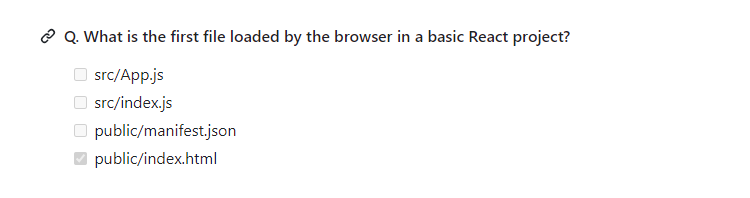 Q. What is the first file loaded by the browser in a basic React project?
src/App.js
src/index.js
public/manifest.json
public/index.html